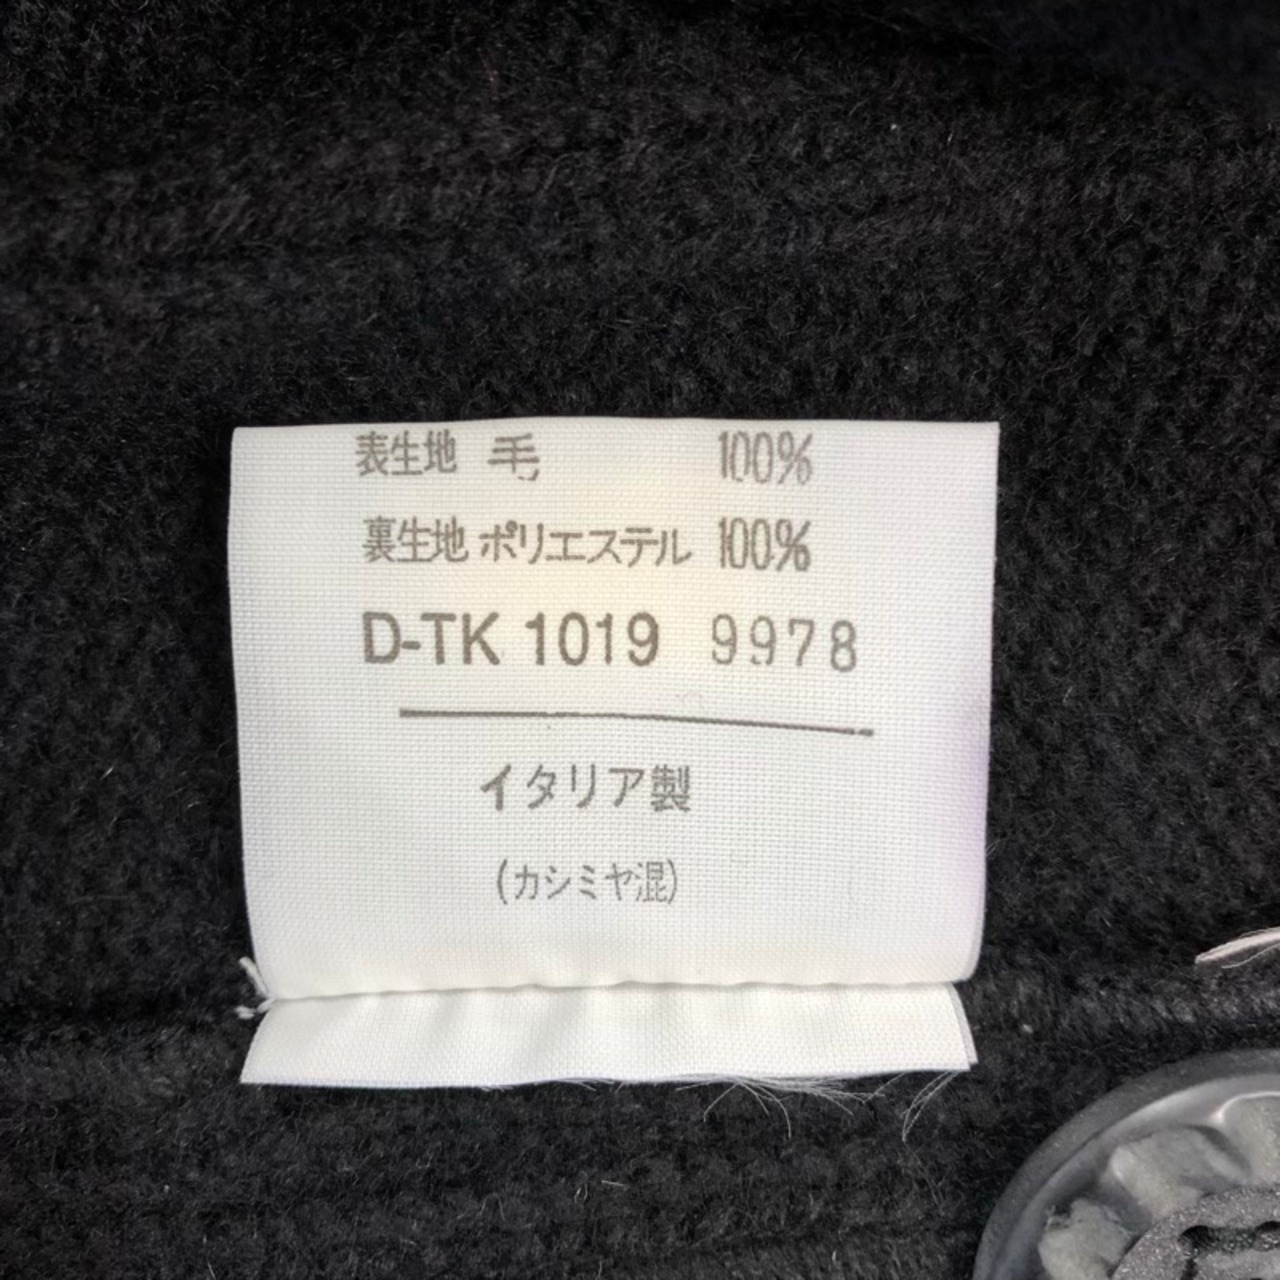 表生地 毛 100%
裏生地 ポリエステル 100%
D-TK 1019 9978
イタリア製
(カシミヤ混)